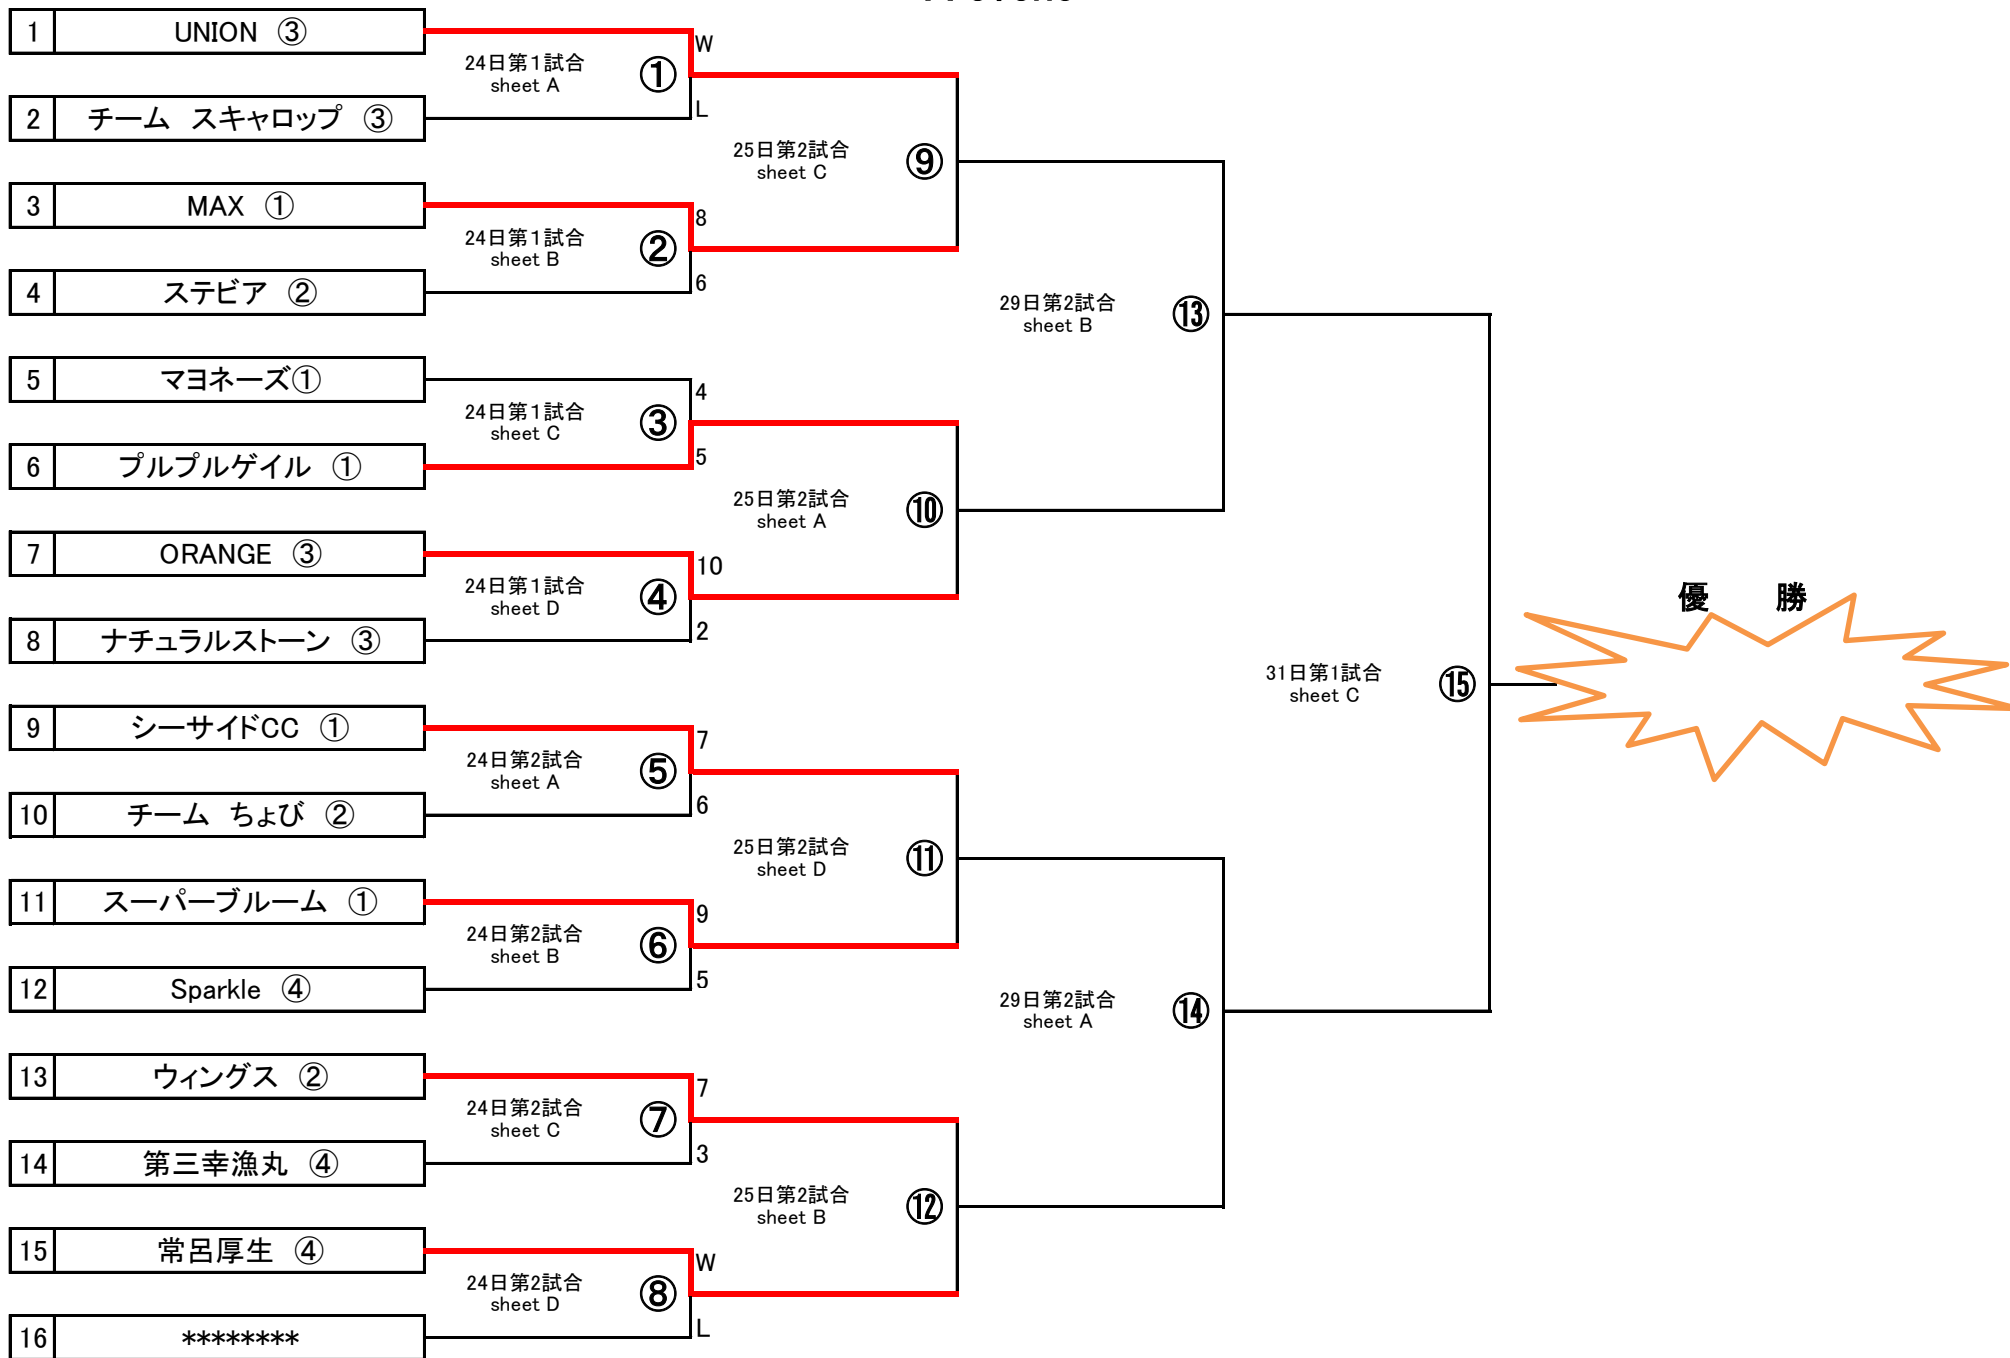 1 UNION ③
24日第1試合
sheet A
①
W
L
2 チーム スキャロップ ③
25日第2試合
sheet C
⑨
3 MAX ①
24日第1試合
sheet B
②
8
6
4 ステビア ②
29日第2試合
sheet B
⑬
5 マヨネーズ①
24日第1試合
sheet C
③
4
5
6 プルプルゲイル ①
25日第2試合
sheet A
⑩
7 ORANGE ③
24日第1試合
sheet D
④
10
2
8 ナチュラルストーン ③
優 勝
31日第1試合
sheet C
⑮
9 シーサイドCC ①
24日第2試合
sheet A
⑤
7
6
10 チーム ちょび ②
25日第2試合
sheet D
⑪
11 スーパーブルーム ①
24日第2試合
sheet B
⑥
9
5
12 Sparkle ④
29日第2試合
sheet A
⑭
13 ウィングス ②
24日第2試合
sheet C
⑦
7
3
14 第三幸漁丸 ④
25日第2試合
sheet B
⑫
15 常呂厚生 ④
24日第2試合
sheet D
⑧
W
L
16 ********